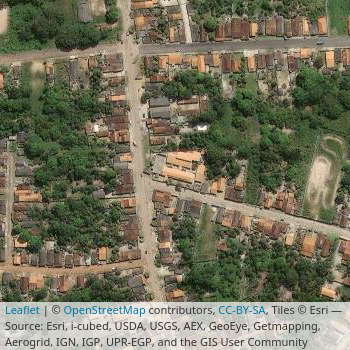 Leaflet | © OpenStreetMap contributors, CC-BY-SA, Tiles © Esri —
Source: Esri, i-cubed, USDA, USGS, AEX, GeoEye, Getmapping,
Aerogrid, IGN, IGP, UPR-EGP, and the GIS User Community